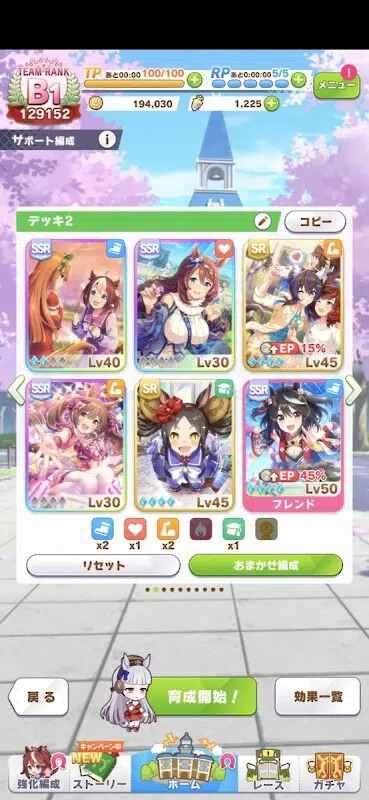 TEAM RANK
B1
129152
TP あと00:00 100/100
RP あと0:00:00 5/5
メニュー
194,030
1,225
サポート編成
デッキ2
コピー
SSR
Lv40
SSR
Lv30
SR
EP 15%
Lv45
SSR
Lv30
SR
Lv45
SSR
EP 45%
Lv50
フレンド
x2
x1
x2
x1
リセット
おまかせ編成
戻る
育成開始!
効果一覧
キャンペーン中
NEW
強化編成
ストーリー
ホーム
レース
ガチャ